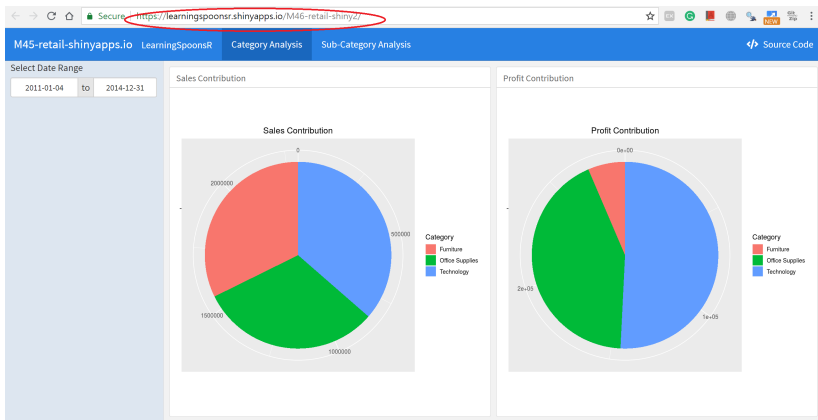 Secure https://learningspoonsr.shinyapps.io/M46-retail-shiny2/
M45-retail-shinyapps.io LearningSpoonsR Category Analysis Sub-Category Analysis Source Code
Select Date Range
2011-01-04 to 2014-12-31
Sales Contribution
Sales Contribution
0
500000
1000000
1500000
2000000
Category
Furniture
Office Supplies
Technology
Profit Contribution
Profit Contribution
0e+00
1e+05
2e+05
Category
Furniture
Office Supplies
Technology
NEW